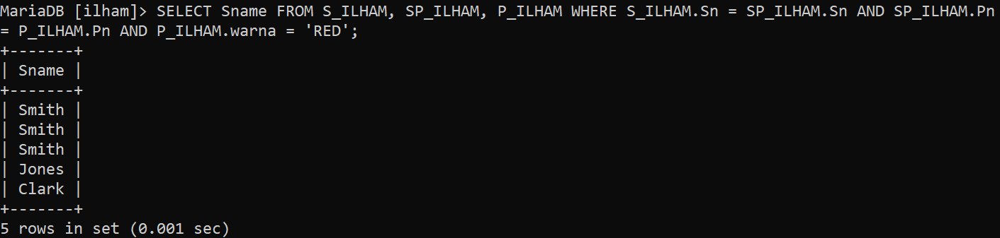 MariaDB [ilham]> SELECT Sname FROM S_ILHAM, SP_ILHAM, P_ILHAM WHERE S_ILHAM.Sn = SP_ILHAM.Sn AND SP_ILHAM.Pn
= P_ILHAM.Pn AND P_ILHAM.warna = 'RED';
+-------+
| Sname |
+-------+
| Smith |
| Smith |
| Smith |
| Jones |
| Clark |
+-------+
5 rows in set (0.001 sec)